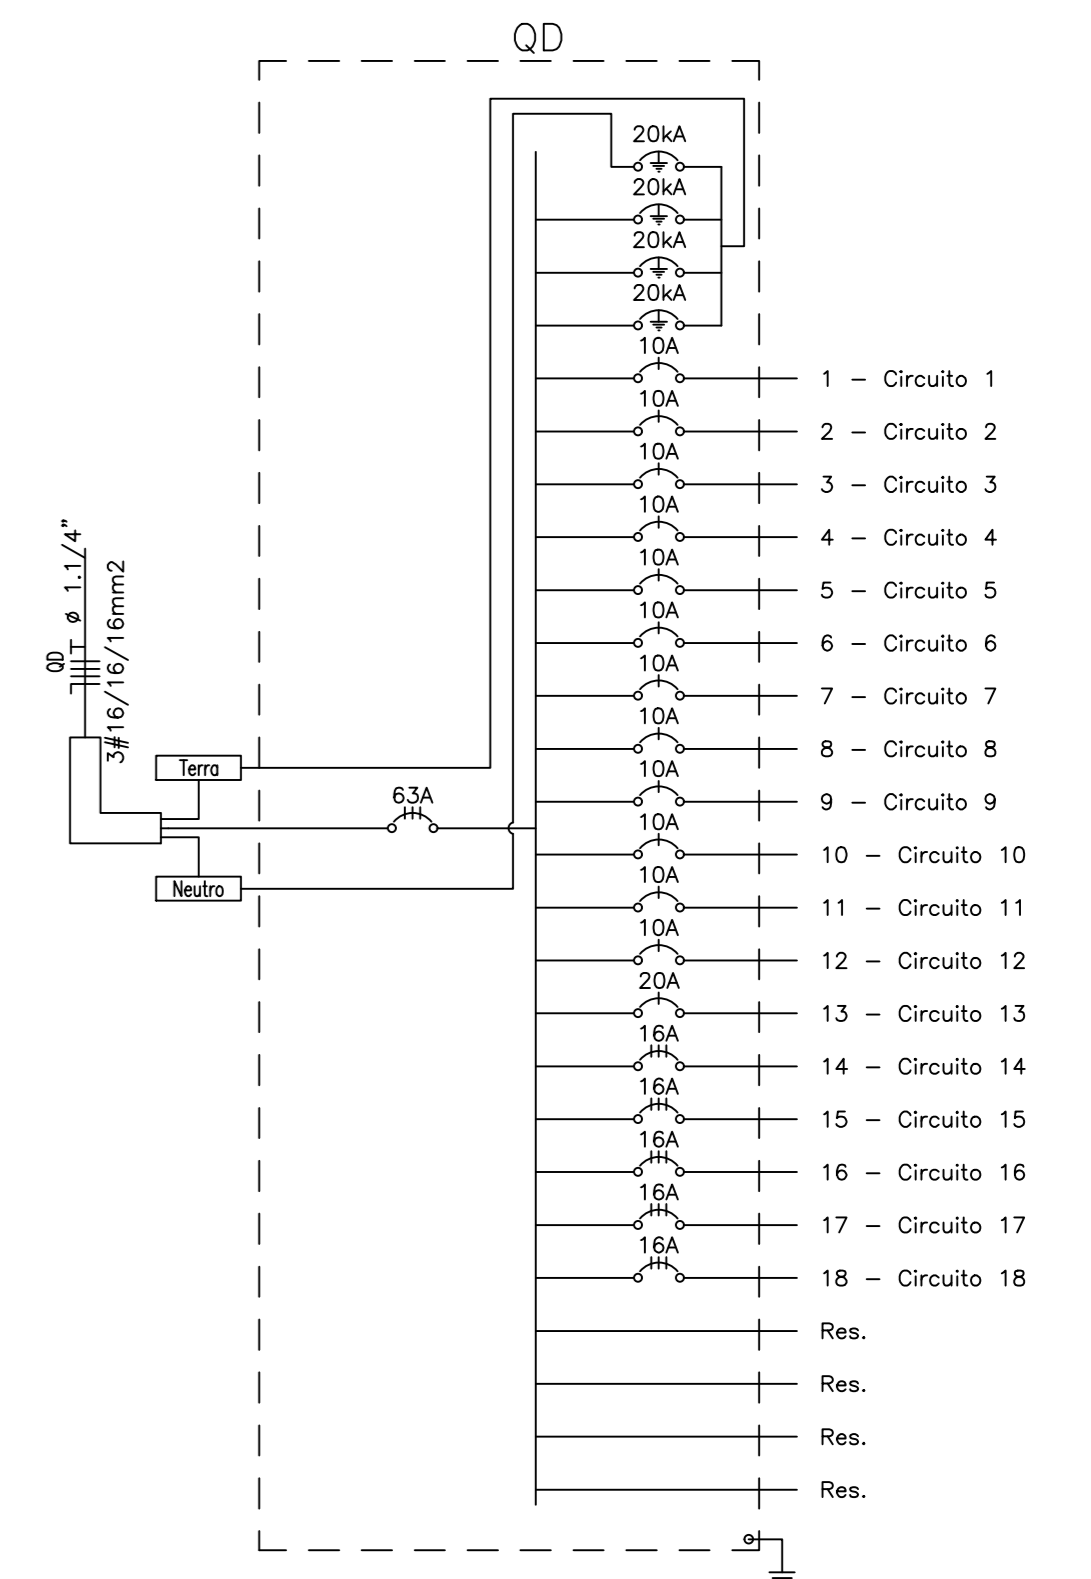 QD
20kA
20kA
20kA
20kA
10A
1 - Circuito 1
10A
2 - Circuito 2
10A
3 - Circuito 3
10A
4 - Circuito 4
10A
5 - Circuito 5
10A
6 - Circuito 6
10A
7 - Circuito 7
10A
8 - Circuito 8
10A
9 - Circuito 9
10A
10 - Circuito 10
10A
11 - Circuito 11
10A
12 - Circuito 12
20A
13 - Circuito 13
16A
14 - Circuito 14
16A
15 - Circuito 15
16A
16 - Circuito 16
16A
17 - Circuito 17
16A
18 - Circuito 18
Res.
Res.
Res.
Res.
QD
ø 1.1/4”
3#16/16/16mm2
Terra
63A
Neutro